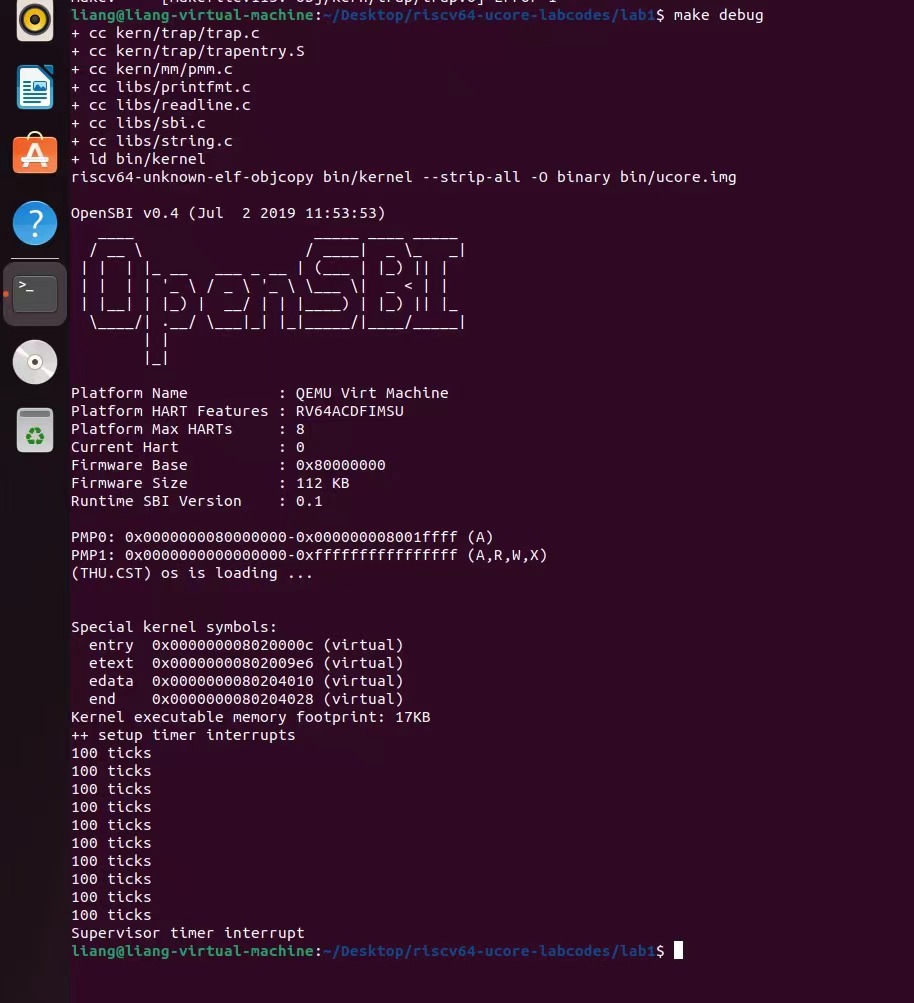 liang@liang-virtual-machine:~/Desktop/riscv64-ucore-labcodes/lab1$ make debug
+ cc kern/trap/trap.c
+ cc kern/trap/trapentry.S
+ cc kern/mm/pmm.c
+ cc libs/printfmt.c
+ cc libs/readline.c
+ cc libs/sbi.c
+ cc libs/string.c
+ ld bin/kernel
riscv64-unknown-elf-objcopy bin/kernel --strip-all -O binary bin/ucore.img
OpenSBI v0.4 (Jul  2 2019 11:53:53)
OpenSBI
Platform Name          : QEMU Virt Machine
Platform HART Features : RV64ACDFIMSU
Platform Max HARTs     : 8
Current Hart           : 0
Firmware Base          : 0x80000000
Firmware Size          : 112 KB
Runtime SBI Version    : 0.1
PMP0: 0x0000000080000000-0x000000008001ffff (A)
PMP1: 0x0000000000000000-0xffffffffffffffff (A,R,W,X)
(THU.CST) os is loading ...
Special kernel symbols:
  entry  0x000000008020000c (virtual)
  etext  0x00000000802009e6 (virtual)
  edata  0x0000000080204010 (virtual)
  end    0x0000000080204028 (virtual)
Kernel executable memory footprint: 17KB
++ setup timer interrupts
100 ticks
100 ticks
100 ticks
100 ticks
100 ticks
100 ticks
100 ticks
100 ticks
100 ticks
100 ticks
Supervisor timer interrupt
liang@liang-virtual-machine:~/Desktop/riscv64-ucore-labcodes/lab1$